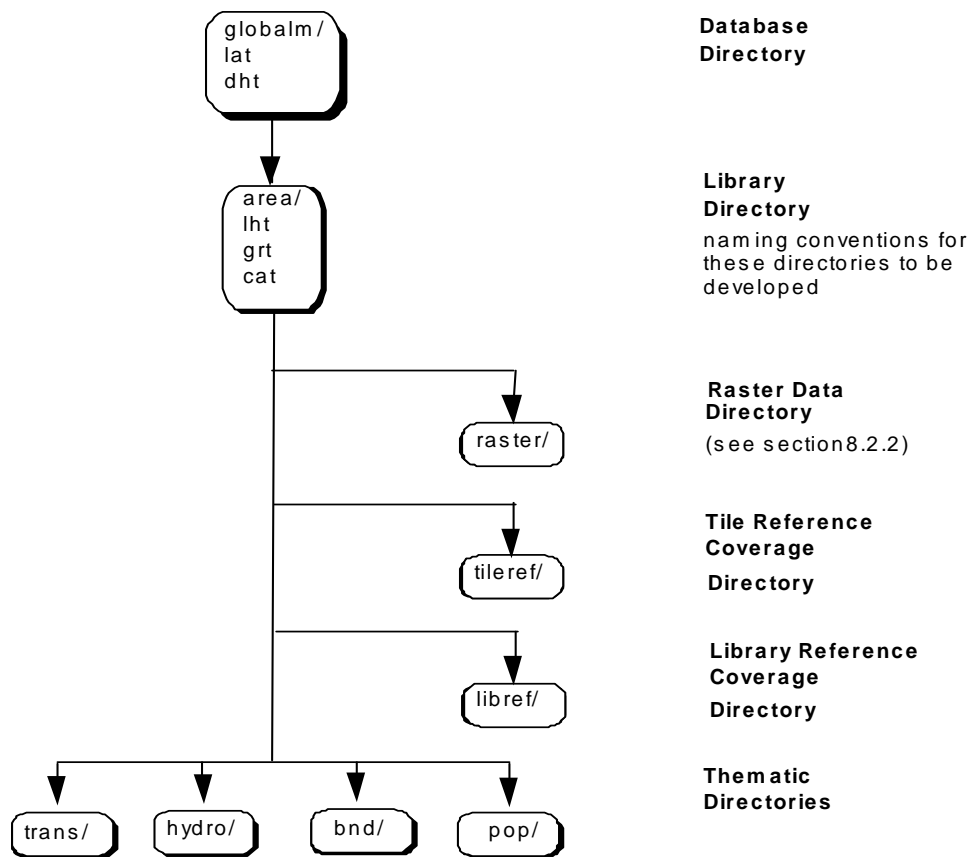 globalm/
lat
dht
Database
Directory
area/
lht
grt
cat
Library
Directory
naming conventions for
these directories to be
developed
raster/
Raster Data
Directory
(see section8.2.2)
tileref/
Tile Reference
Coverage
Directory
libref/
Library Reference
Coverage
Directory
trans/
hydro/
bnd/
pop/
Thematic
Directories